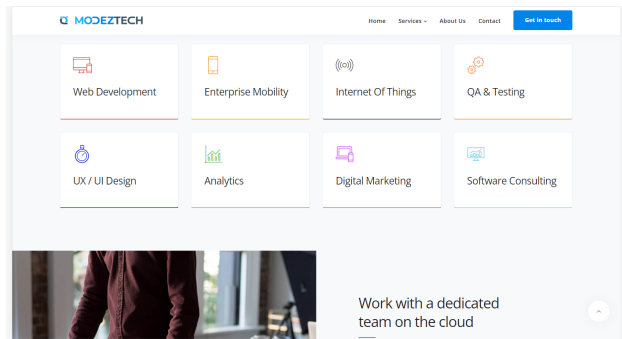 MODEZTECH
Home Services About Us Contact Get in touch
Web Development Enterprise Mobility Internet Of Things QA & Testing
UX / UI Design Analytics Digital Marketing Software Consulting
Work with a dedicated
team on the cloud